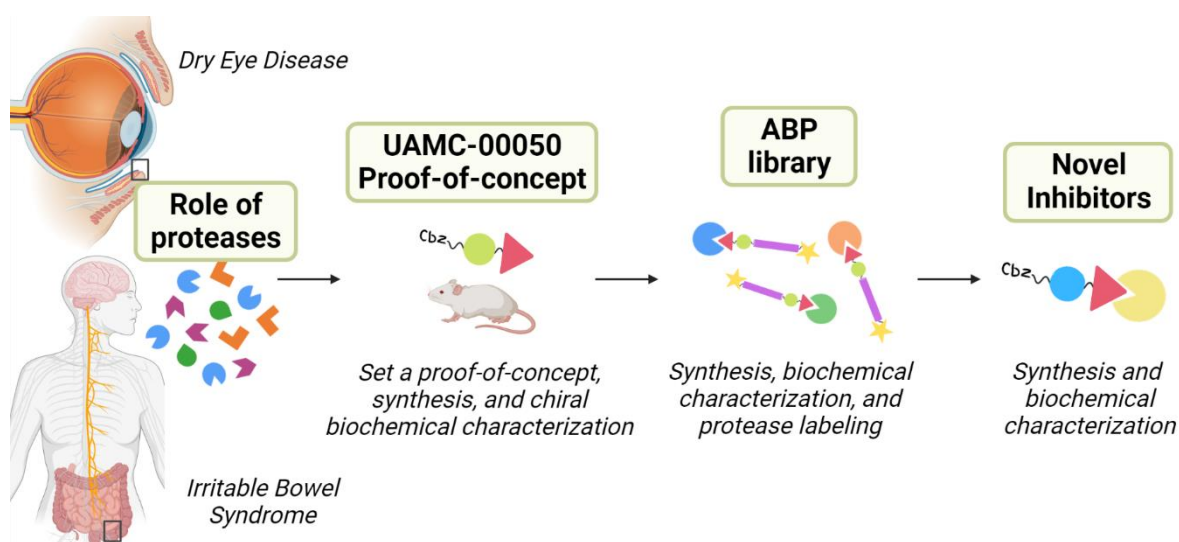 Dry Eye Disease
Role of
proteases
Irritable Bowel
Syndrome
UAMC-00050
Proof-of-concept
Cbz
Set a proof-of-concept,
synthesis, and chiral
biochemical characterization
ABP
library
Synthesis, biochemical
characterization, and
protease labeling
Novel
Inhibitors
Cbz
Synthesis and
biochemical
characterization